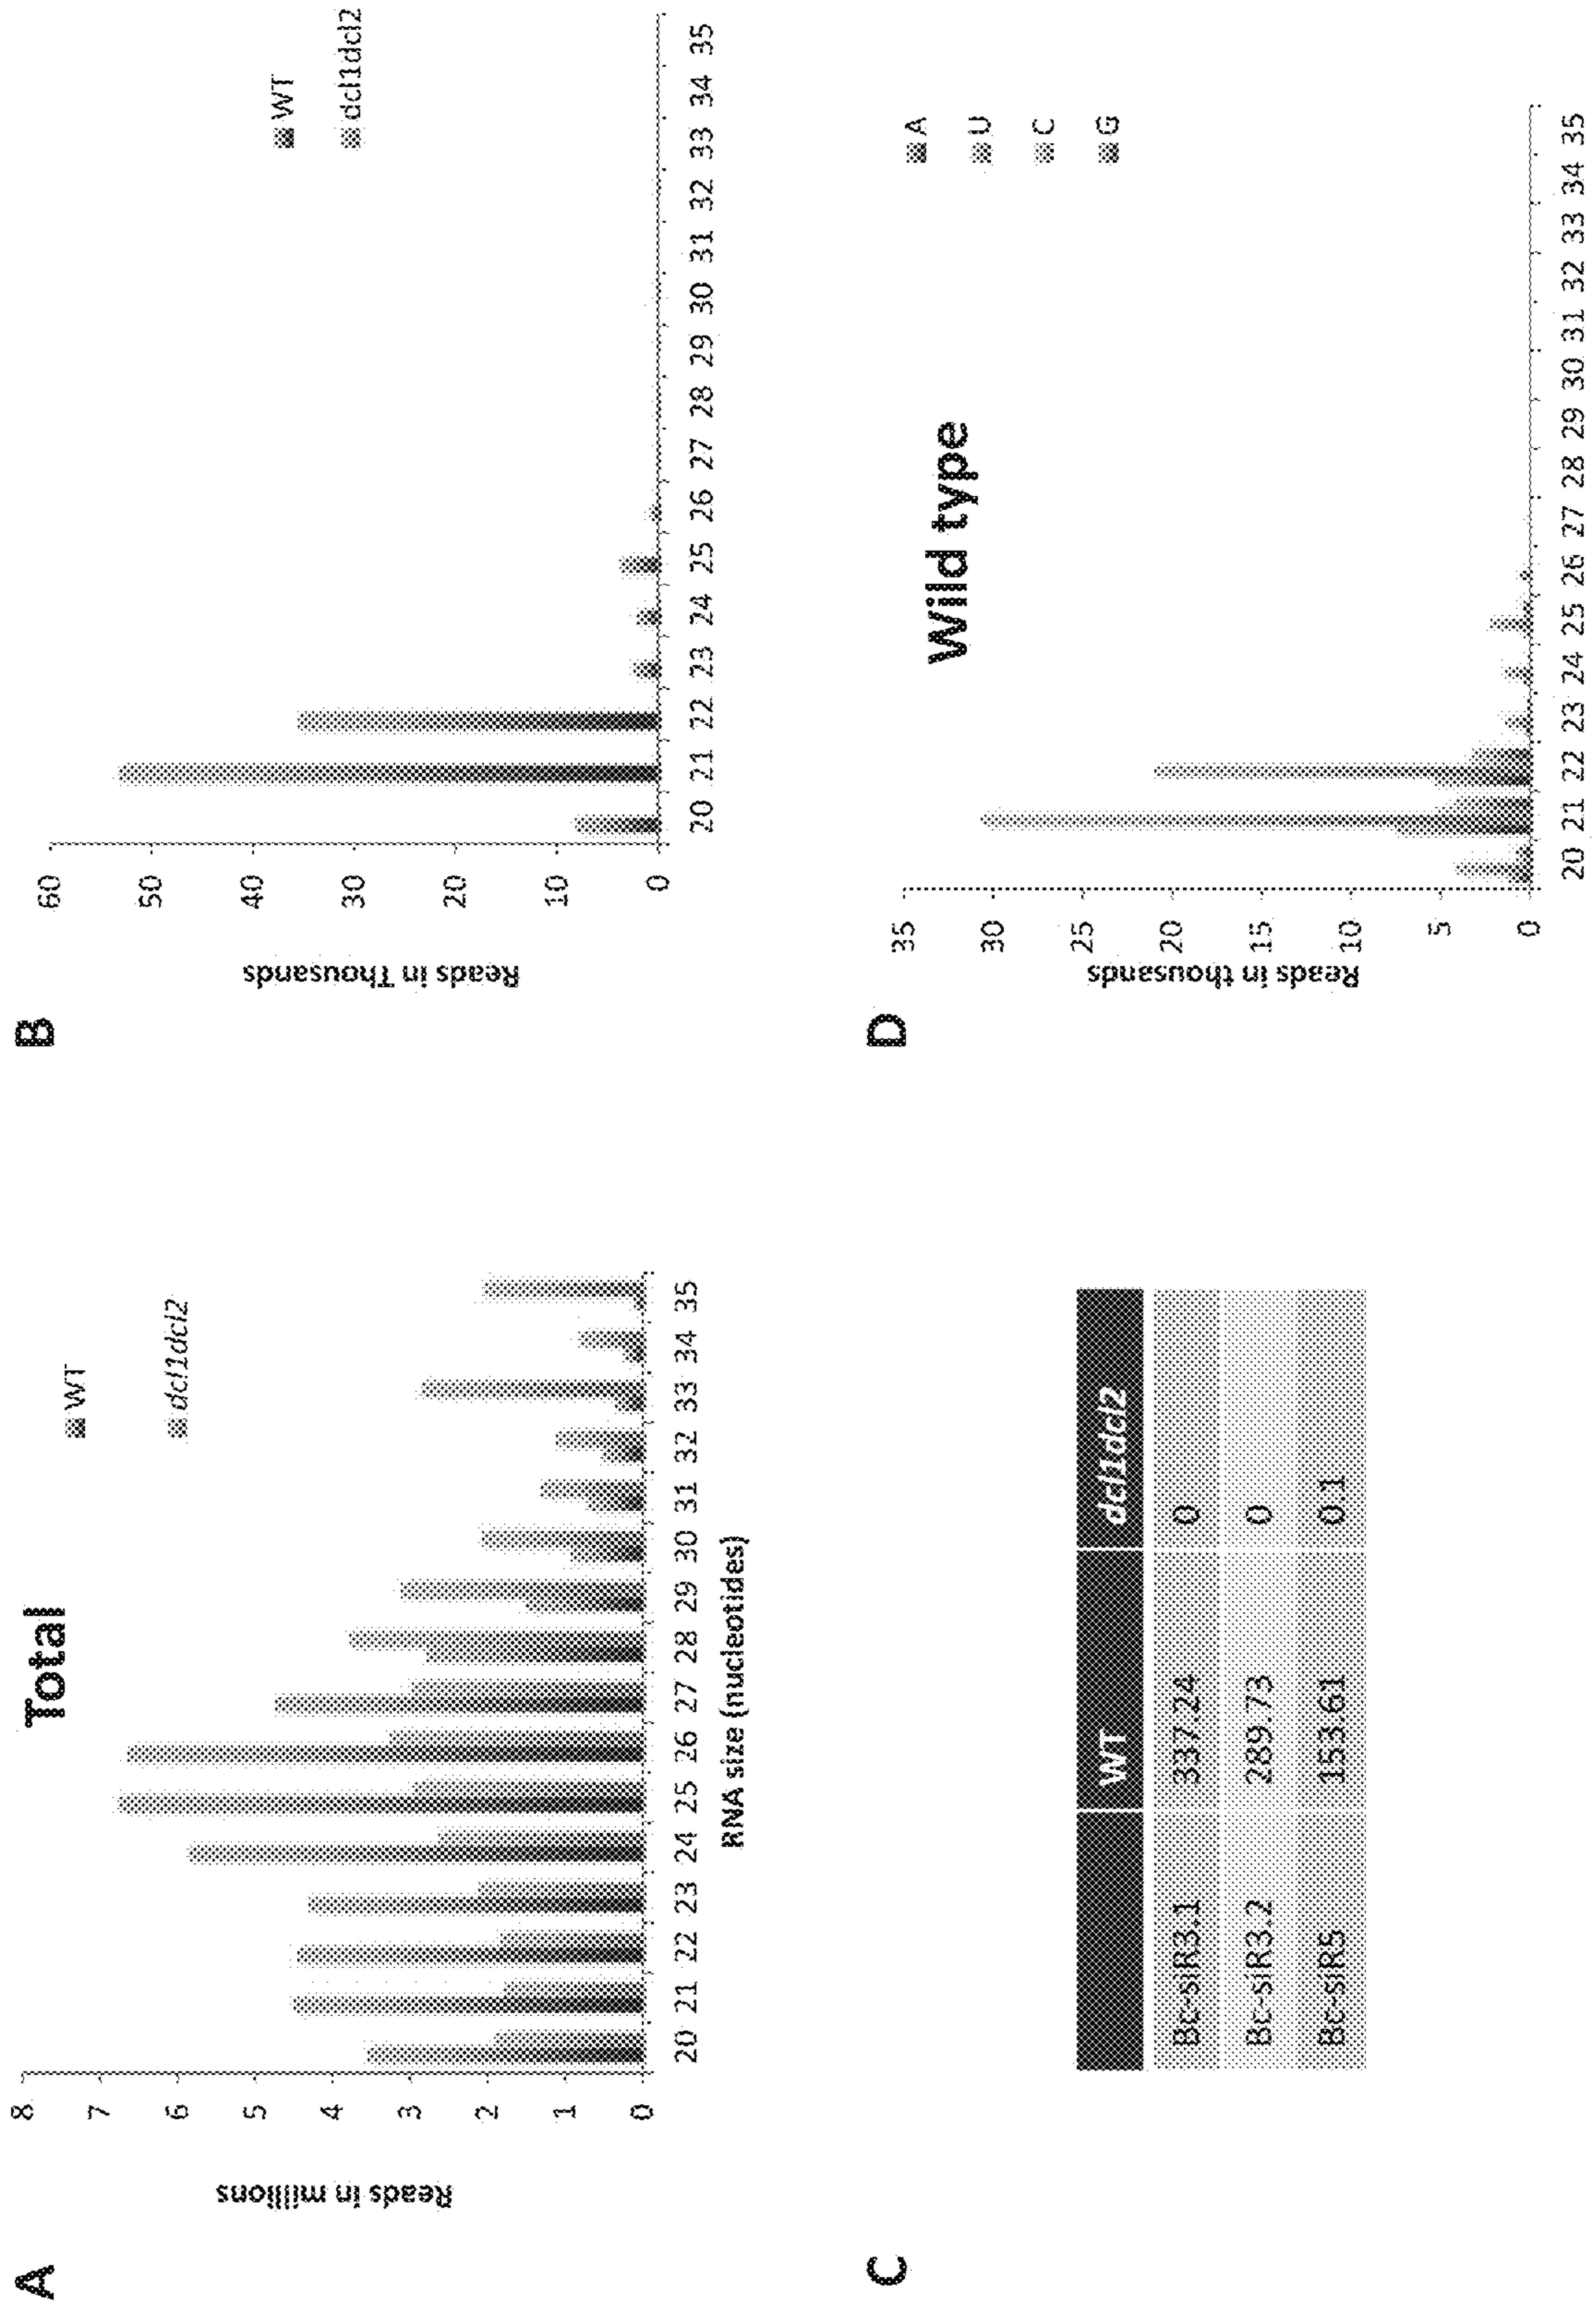 A
Total
Reads in millions
8
7
6
5
4
3
2
1
0
WT
dcl1dcl2
20 21 22 23 24 25 26 27 28 29 30 31 32 33 34 35
RNA size (nucleotides)
B
Reads in Thousands
60
50
40
30
20
10
0
WT
dcl1dcl2
20 21 22 23 24 25 26 27 28 29 30 31 32 33 34 35
C
WT dcl1dcl2
Bc-siR3.1 337.24 0
Bc-siR3.2 289.73 0
Bc-siR5 153.61 0.1
D
Wild type
Reads in thousands
35
30
25
20
15
10
5
0
A
U
C
G
20 21 22 23 24 25 26 27 28 29 30 31 32 33 34 35